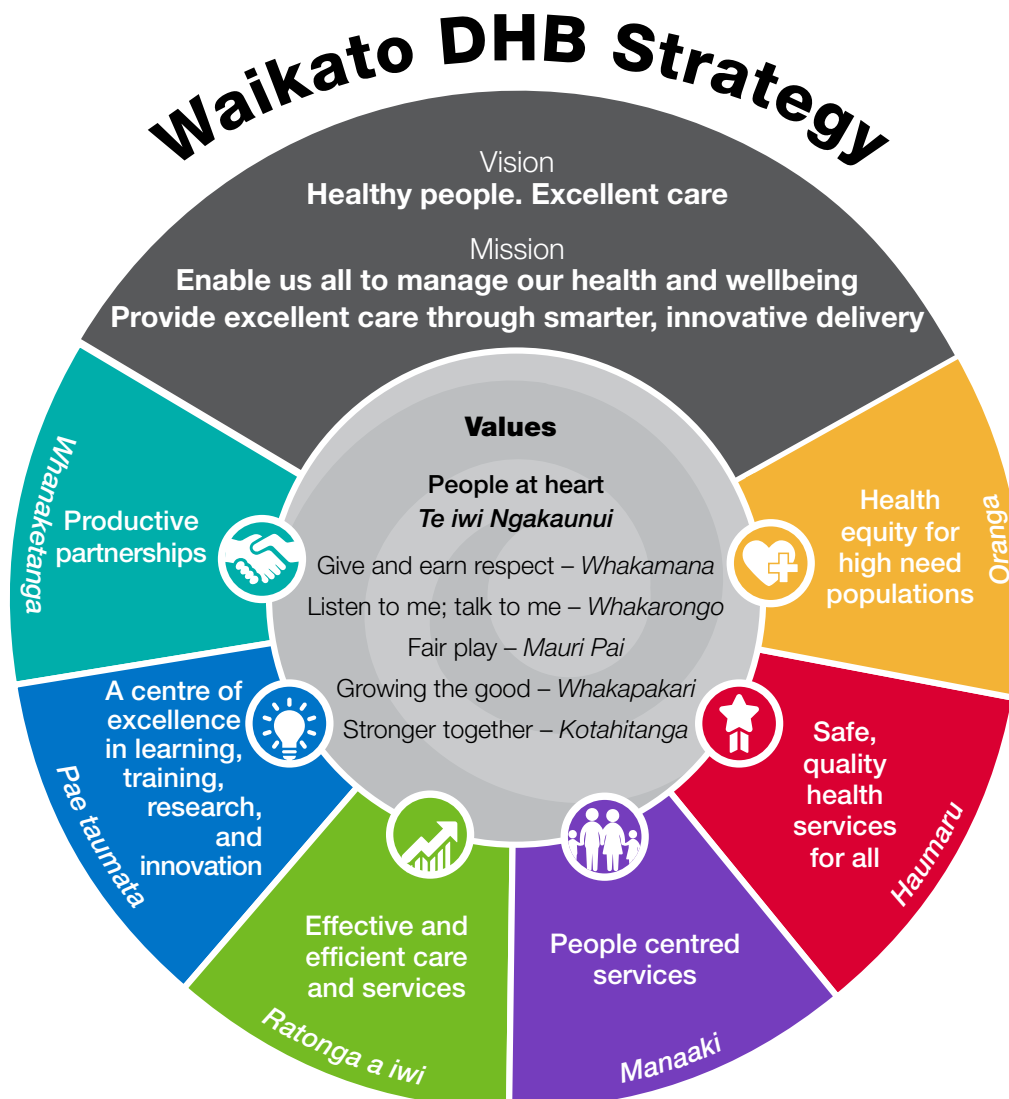 Waikato DHB Strategy
Vision
Healthy people. Excellent care
Mission
Enable us all to manage our health and wellbeing
Provide excellent care through smarter, innovative delivery
Values
People at heart
Te iwi Ngakaunui
Give and earn respect – Whakamana
Listen to me; talk to me – Whakarongo
Fair play – Mauri Pai
Growing the good – Whakapakari
Stronger together – Kotahitanga
Health
equity for
high need
populations
Oranga
Safe,
quality
health
services
for all
Haumaru
People centred
services
Manaaki
Effective and
efficient care
and services
Ratonga a iwi
A centre of
excellence
in learning,
training,
research,
and
innovation
Pae taumata
Productive
partnerships
Whanaketanga